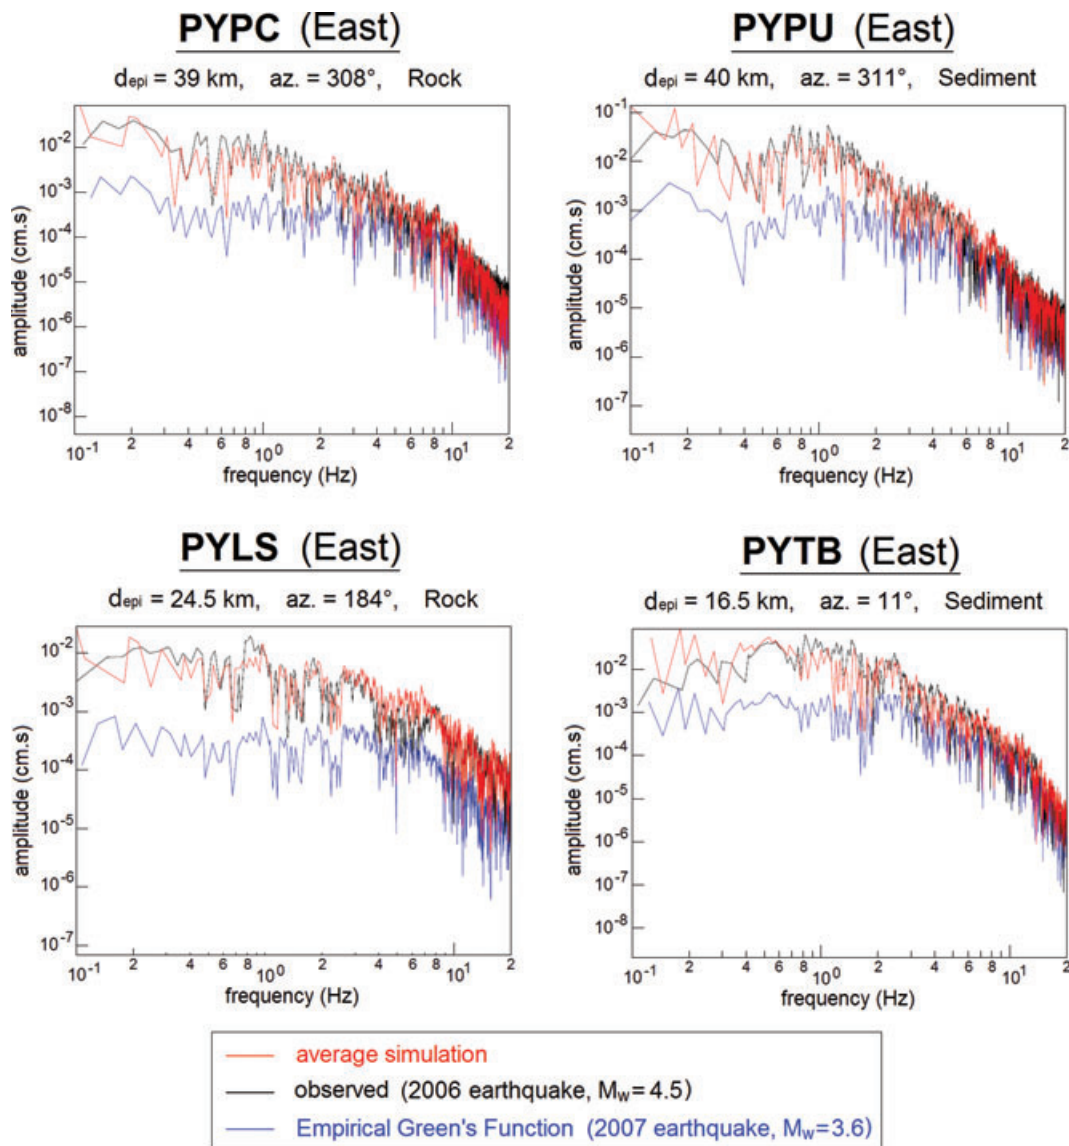 PYPC (East)
d_epi = 39 km, az. = 308°, Rock
amplitude (cm.s)
10^-2
10^-3
10^-4
10^-5
10^-6
10^-7
10^-8
10^-1 2 4 6 8 10^0 2 4 6 8 10^1 2
frequency (Hz)
PYPU (East)
d_epi = 40 km, az. = 311°, Sediment
amplitude (cm.s)
10^-1
10^-2
10^-3
10^-4
10^-5
10^-6
10^-7
10^-1 2 4 6 8 10^0 2 4 6 8 10^1 2
frequency (Hz)
PYLS (East)
d_epi = 24.5 km, az. = 184°, Rock
amplitude (cm.s)
10^-2
10^-3
10^-4
10^-5
10^-6
10^-7
10^-1 2 4 6 8 10^0 2 4 6 8 10^1 2
frequency (Hz)
PYTB (East)
d_epi = 16.5 km, az. = 11°, Sediment
amplitude (cm.s)
10^-2
10^-3
10^-4
10^-5
10^-6
10^-7
10^-8
10^-1 2 4 6 8 10^0 2 4 6 8 10^1 2
frequency (Hz)
average simulation
observed (2006 earthquake, M_w=4.5)
Empirical Green's Function (2007 earthquake, M_w=3.6)